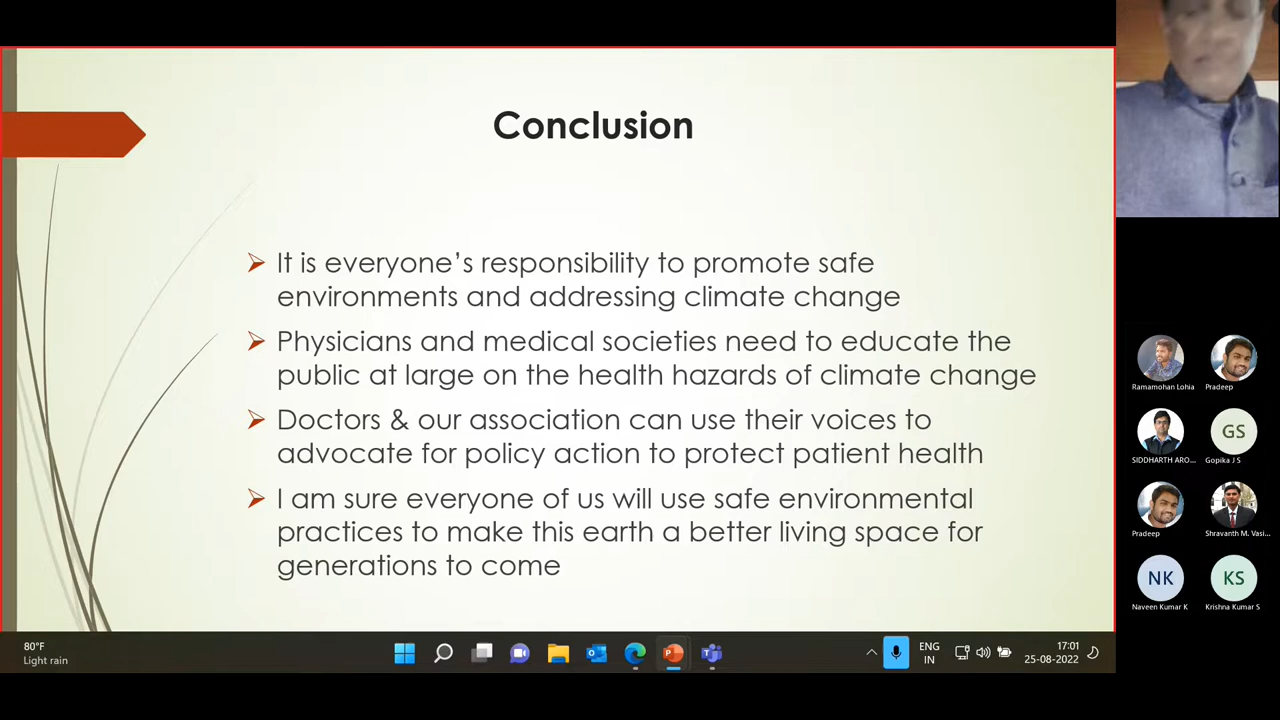 Conclusion
It is everyone’s responsibility to promote safe
environments and addressing climate change
Physicians and medical societies need to educate the
public at large on the health hazards of climate change
Doctors & our association can use their voices to
advocate for policy action to protect patient health
I am sure everyone of us will use safe environmental
practices to make this earth a better living space for
generations to come
Ramamohan Lohia
Pradeep
SIDDHARTH ARO...
GS
Gopika J S
Pradeep
Shravanth M. Vasi...
NK
KS
Naveen Kumar K
Krishna Kumar S
80°F
Light rain
ENG
IN
17:01
25-08-2022